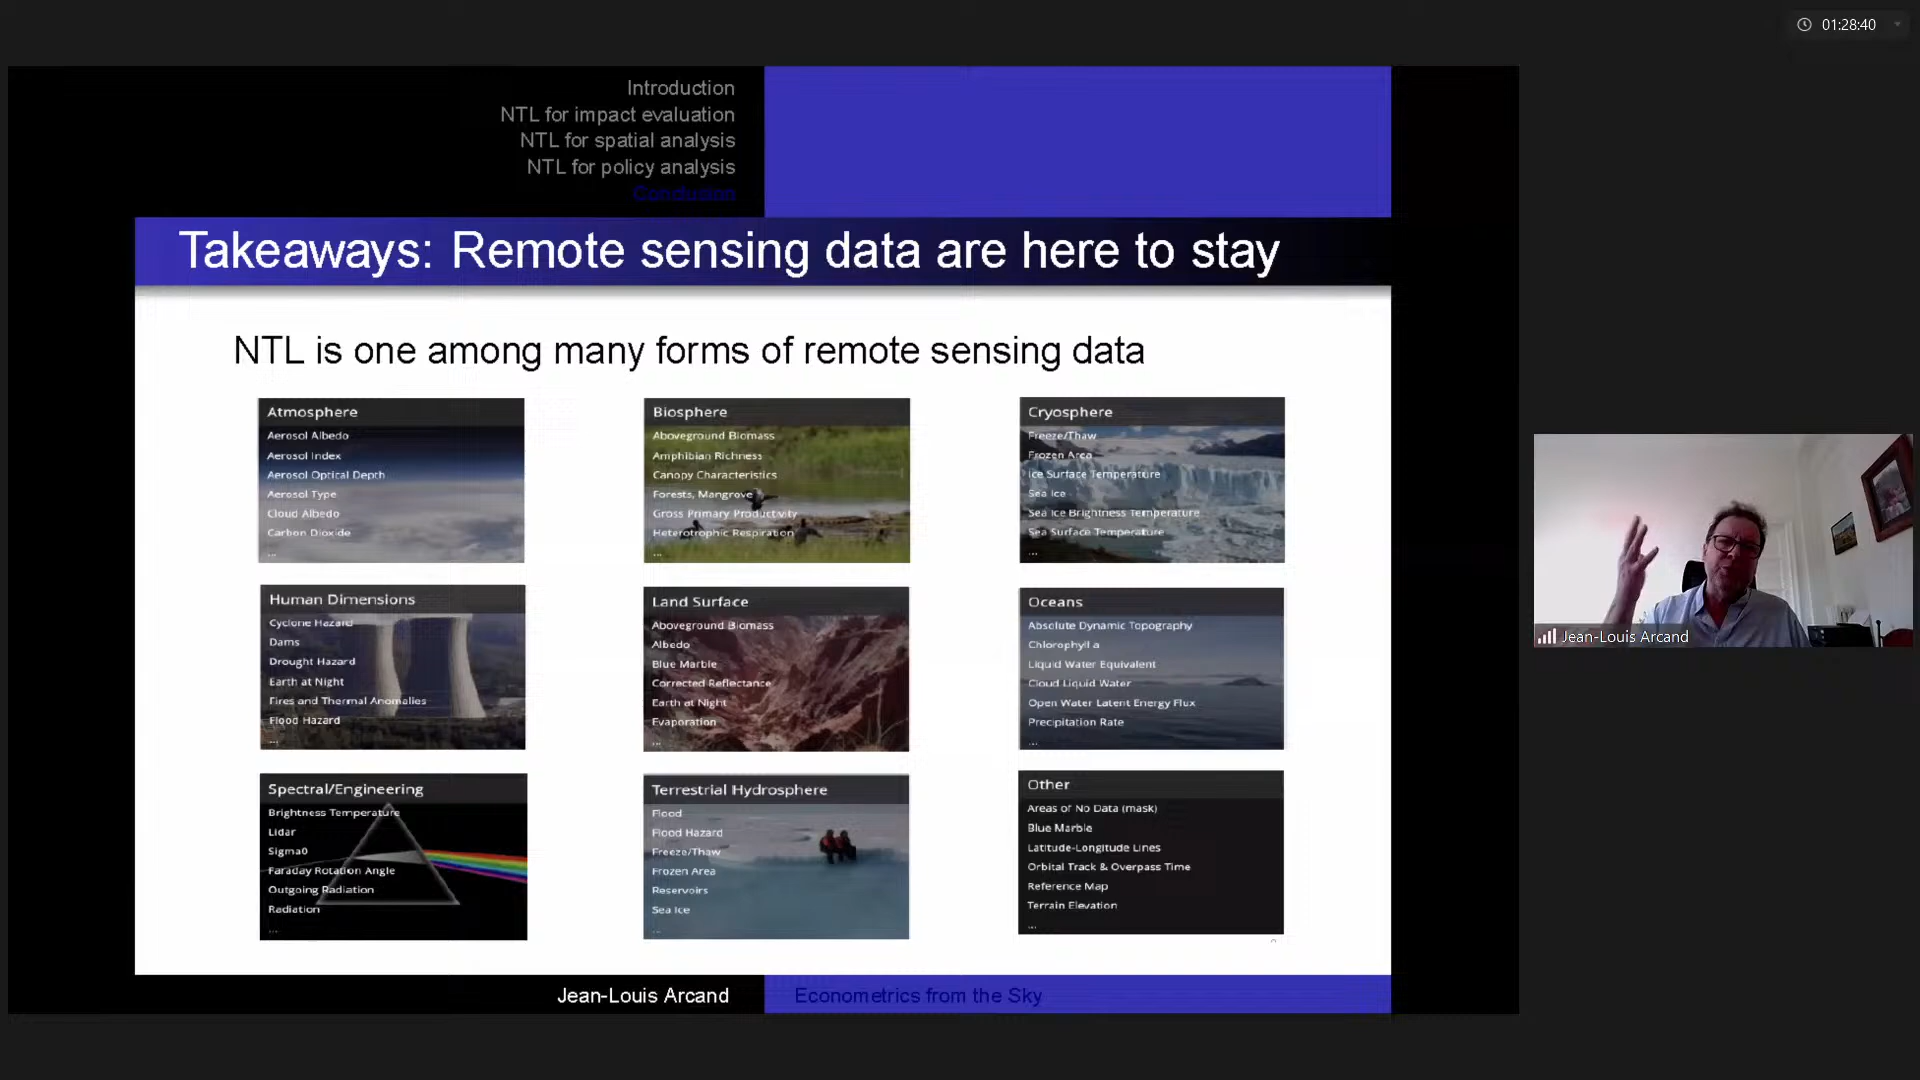 01:28:40
Introduction
NTL for impact evaluation
NTL for spatial analysis
NTL for policy analysis
Conclusion
Takeaways: Remote sensing data are here to stay
NTL is one among many forms of remote sensing data
Atmosphere
Aerosol Albedo
Aerosol Index
Aerosol Optical Depth
Aerosol Type
Cloud Albedo
Carbon Dioxide
...
Biosphere
Aboveground Biomass
Amphibian Richness
Canopy Characteristics
Forests, Mangrove
Gross Primary Productivity
Heterotrophic Respiration
...
Cryosphere
Freeze/Thaw
Frozen Area
Ice Surface Temperature
Sea Ice
Sea Ice Brightness Temperature
Sea Surface Temperature
...
Human Dimensions
Cyclone Hazard
Dams
Drought Hazard
Earth at Night
Fires and Thermal Anomalies
Flood Hazard
...
Land Surface
Aboveground Biomass
Albedo
Blue Marble
Corrected Reflectance
Earth at Night
Evaporation
...
Oceans
Absolute Dynamic Topography
Chlorophyll a
Liquid Water Equivalent
Cloud Liquid Water
Open Water Latent Energy Flux
Precipitation Rate
...
Spectral/Engineering
Brightness Temperature
Lidar
Sigma0
Faraday Rotation Angle
Outgoing Radiation
Radiation
...
Terrestrial Hydrosphere
Flood
Flood Hazard
Freeze/Thaw
Frozen Area
Reservoirs
Sea Ice
...
Other
Areas of No Data (mask)
Blue Marble
Latitude-Longitude Lines
Orbital Track & Overpass Time
Reference Map
Terrain Elevation
...
Jean-Louis Arcand
Econometrics from the Sky
Jean-Louis Arcand